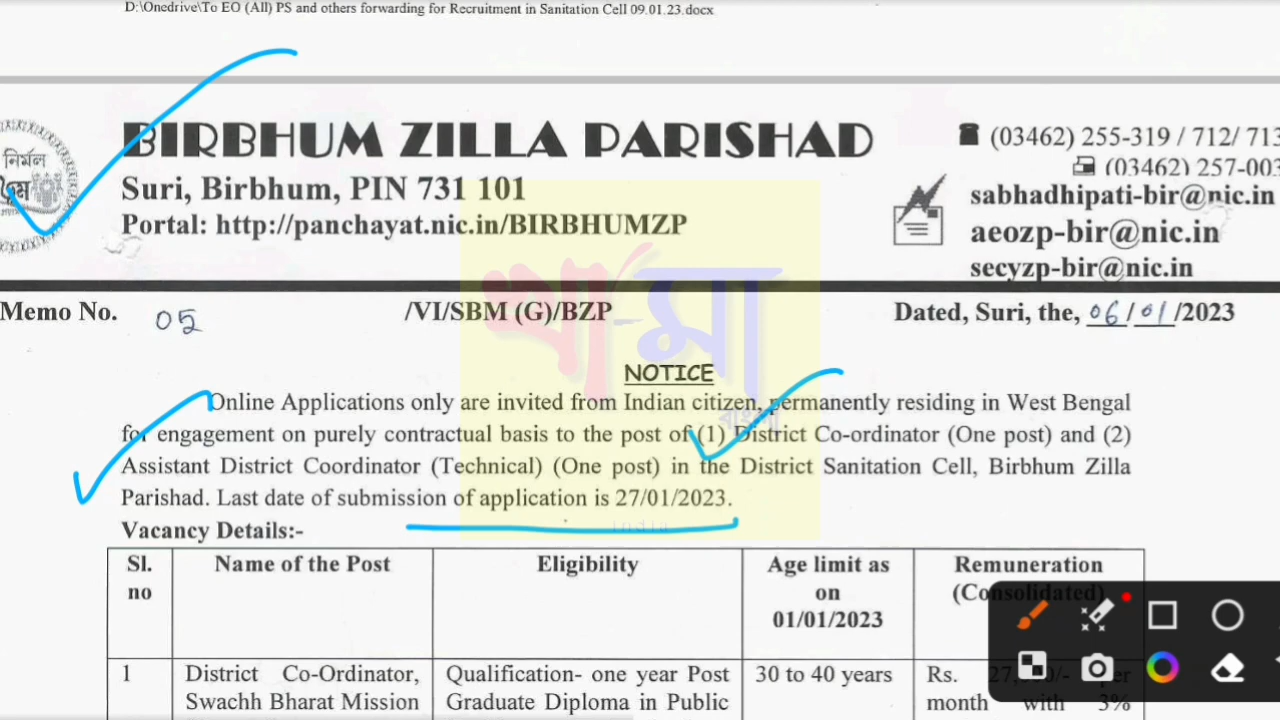 D:\Onedrive\To EO (All) PS and others forwarding for Recruitment in Sanitation Cell 09.01.23.docx
BIRBHUM ZILLA PARISHAD
Suri, Birbhum, PIN 731 101
Portal: http://panchayat.nic.in/BIRBHUMZP
নির্মল
(03462) 255-319 / 712/ 713
(03462) 257-003
sabhadhipati-bir@nic.in
aeozp-bir@nic.in
secyzp-bir@nic.in
Memo No. 05 /VI/SBM (G)/BZP Dated, Suri, the, 06/01/2023
NOTICE
Online Applications only are invited from Indian citizen, permanently residing in West Bengal
for engagement on purely contractual basis to the post of (1) District Co-ordinator (One post) and (2)
Assistant District Coordinator (Technical) (One post) in the District Sanitation Cell, Birbhum Zilla
Parishad. Last date of submission of application is 27/01/2023.
Vacancy Details:-
Sl. no
Name of the Post
Eligibility
Age limit as on 01/01/2023
Remuneration (Consolidated)
1
District Co-Ordinator,
Swachh Bharat Mission
Qualification- one year Post
Graduate Diploma in Public
30 to 40 years
Rs. 27, per
month with 3%
খামা
বাংলা
India